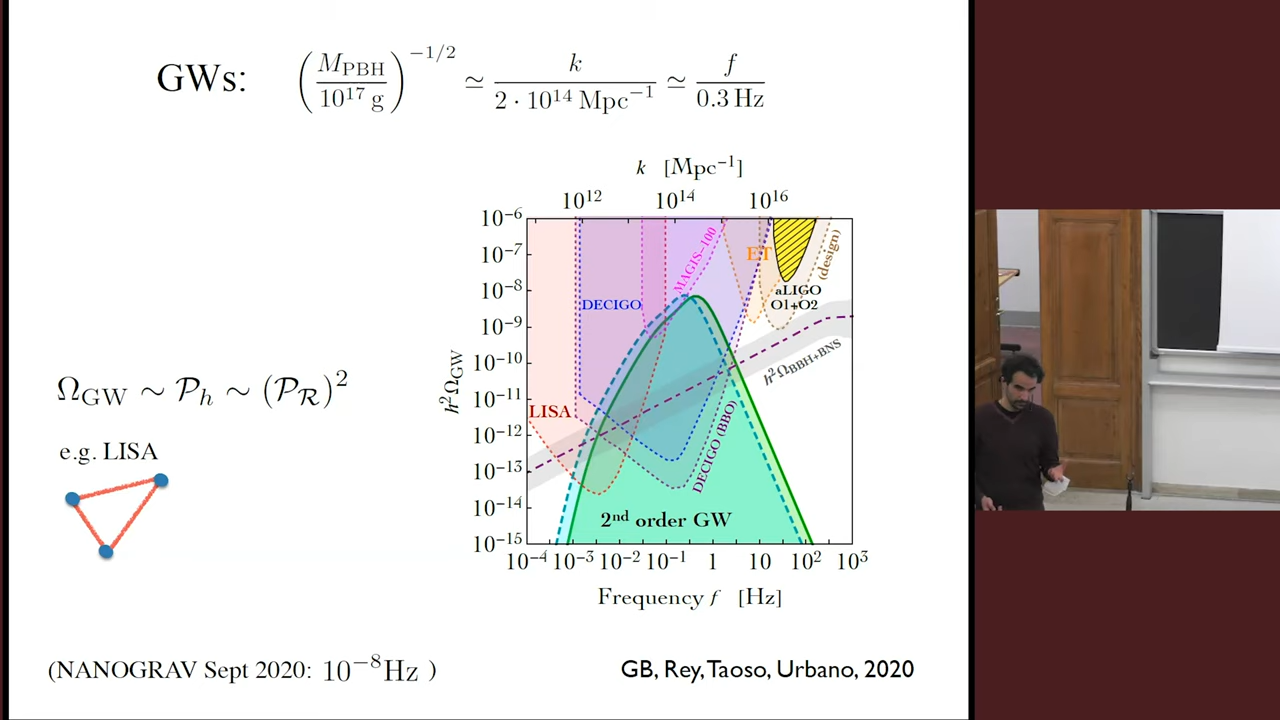 GWs: (M_PBH / 10^17 g)^−1/2 ≃ k / 2 · 10^14 Mpc^−1 ≃ f / 0.3 Hz
k [Mpc^−1]
10^12 10^14 10^16
10^−6
10^−7
10^−8
10^−9
10^−10
10^−11
10^−12
10^−13
10^−14
10^−15
h^2 Ω_GW
MAGIS-100
ET
(design)
DECIGO
aLIGO
O1+O2
h^2 Ω_BBH+BNS
LISA
DECIGO (BBO)
2nd order GW
10^−4 10^−3 10^−2 10^−1 1 10 10^2 10^3
Frequency f [Hz]
Ω_GW ∼ 𝒫_h ∼ (𝒫_ℛ)^2
e.g. LISA
(NANOGRAV Sept 2020: 10^−8 Hz )
GB, Rey, Taoso, Urbano, 2020